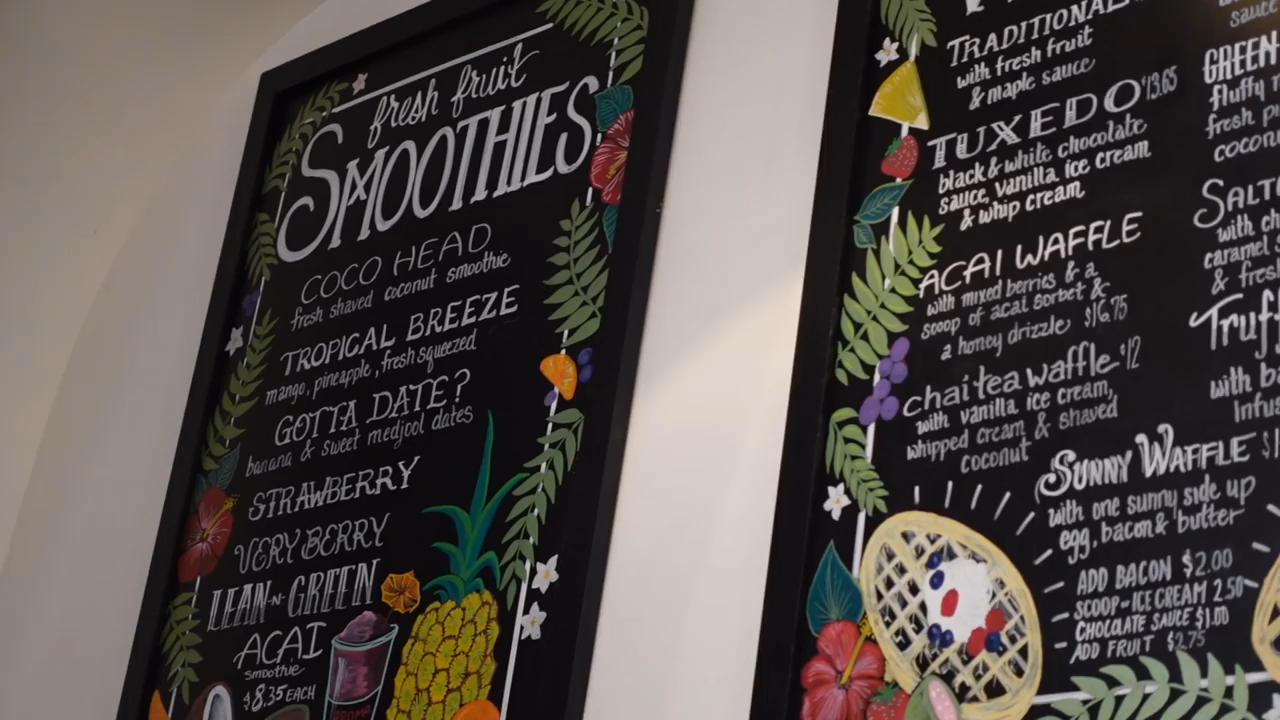 fresh fruit
SMOOTHIES
COCO HEAD
fresh shaved coconut smoothie
TROPICAL BREEZE
mango, pineapple, fresh squeezed
GOTTA DATE?
banana & sweet medjool dates
STRAWBERRY
VERY BERRY
LEAN-N-GREEN
ACAI
smoothie
$8.35 EACH
AROMA
TRADITIONAL
with fresh fruit
& maple sauce
TUXEDO $13.65
black & white chocolate
sauce, vanilla ice cream
& whip cream
ACAI WAFFLE
with mixed berries & a
scoop of acai sorbet &
a honey drizzle $16.75
chai tea waffle $12
with vanilla ice cream,
whipped cream & shaved
coconut
SUNNY WAFFLE
with one sunny side up
egg, bacon & butter
ADD BACON $2.00
SCOOP-ICE CREAM 2.50
CHOCOLATE SAUCE $1.00
ADD FRUIT $2.75
sauce
GREEN
fluffy
fresh
with
caramel
&
with